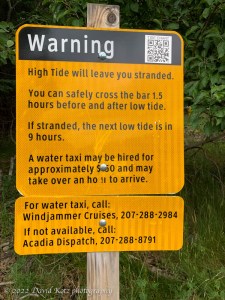 Warning
High Tide will leave you stranded.
You can safely cross the bar 1.5
hours before and after low tide.
If stranded, the next low tide is in
9 hours.
A water taxi may be hired for
approximately and may
take over an hour to arrive.
For water taxi, call:
Windjammer Cruises, 207-288-2984
If not available, call:
Acadia Dispatch, 207-288-8791
© 2022 David Katz photography